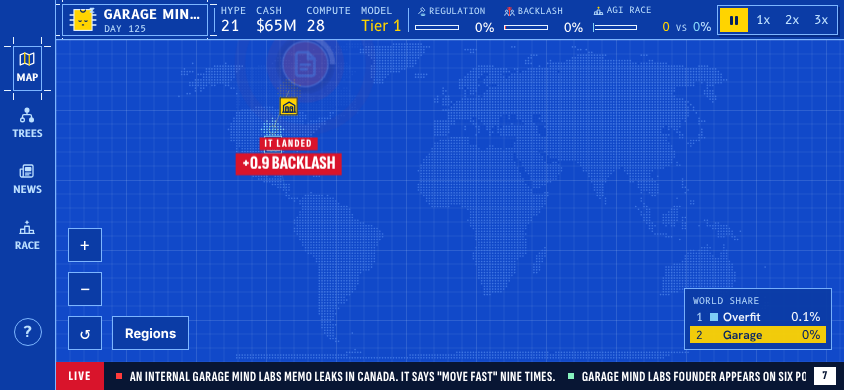 GARAGE MIN...
DAY 125
HYPE
21
CASH
$65M
COMPUTE
28
MODEL
Tier 1
REGULATION
0%
BACKLASH
0%
AGI RACE
0 VS 0%
1x 2x 3x
MAP
TREES
NEWS
RACE
?
IT LANDED
+0.9 BACKLASH
+
−
↺
Regions
WORLD SHARE
1 Overfit 0.1%
2 Garage 0%
LIVE
AN INTERNAL GARAGE MIND LABS MEMO LEAKS IN CANADA. IT SAYS "MOVE FAST" NINE TIMES.
GARAGE MIND LABS FOUNDER APPEARS ON SIX PO
7